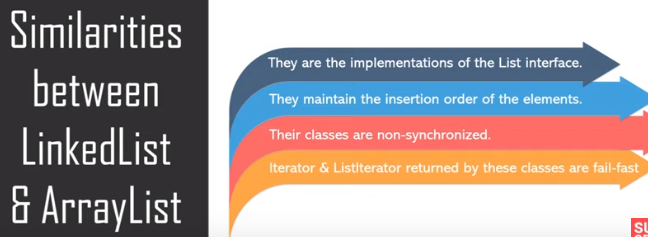 Similarities
between
LinkedList
& ArrayList
They are the implementations of the List interface.
They maintain the insertion order of the elements.
Their classes are non-synchronized.
Iterator & ListIterator returned by these classes are fail-fast